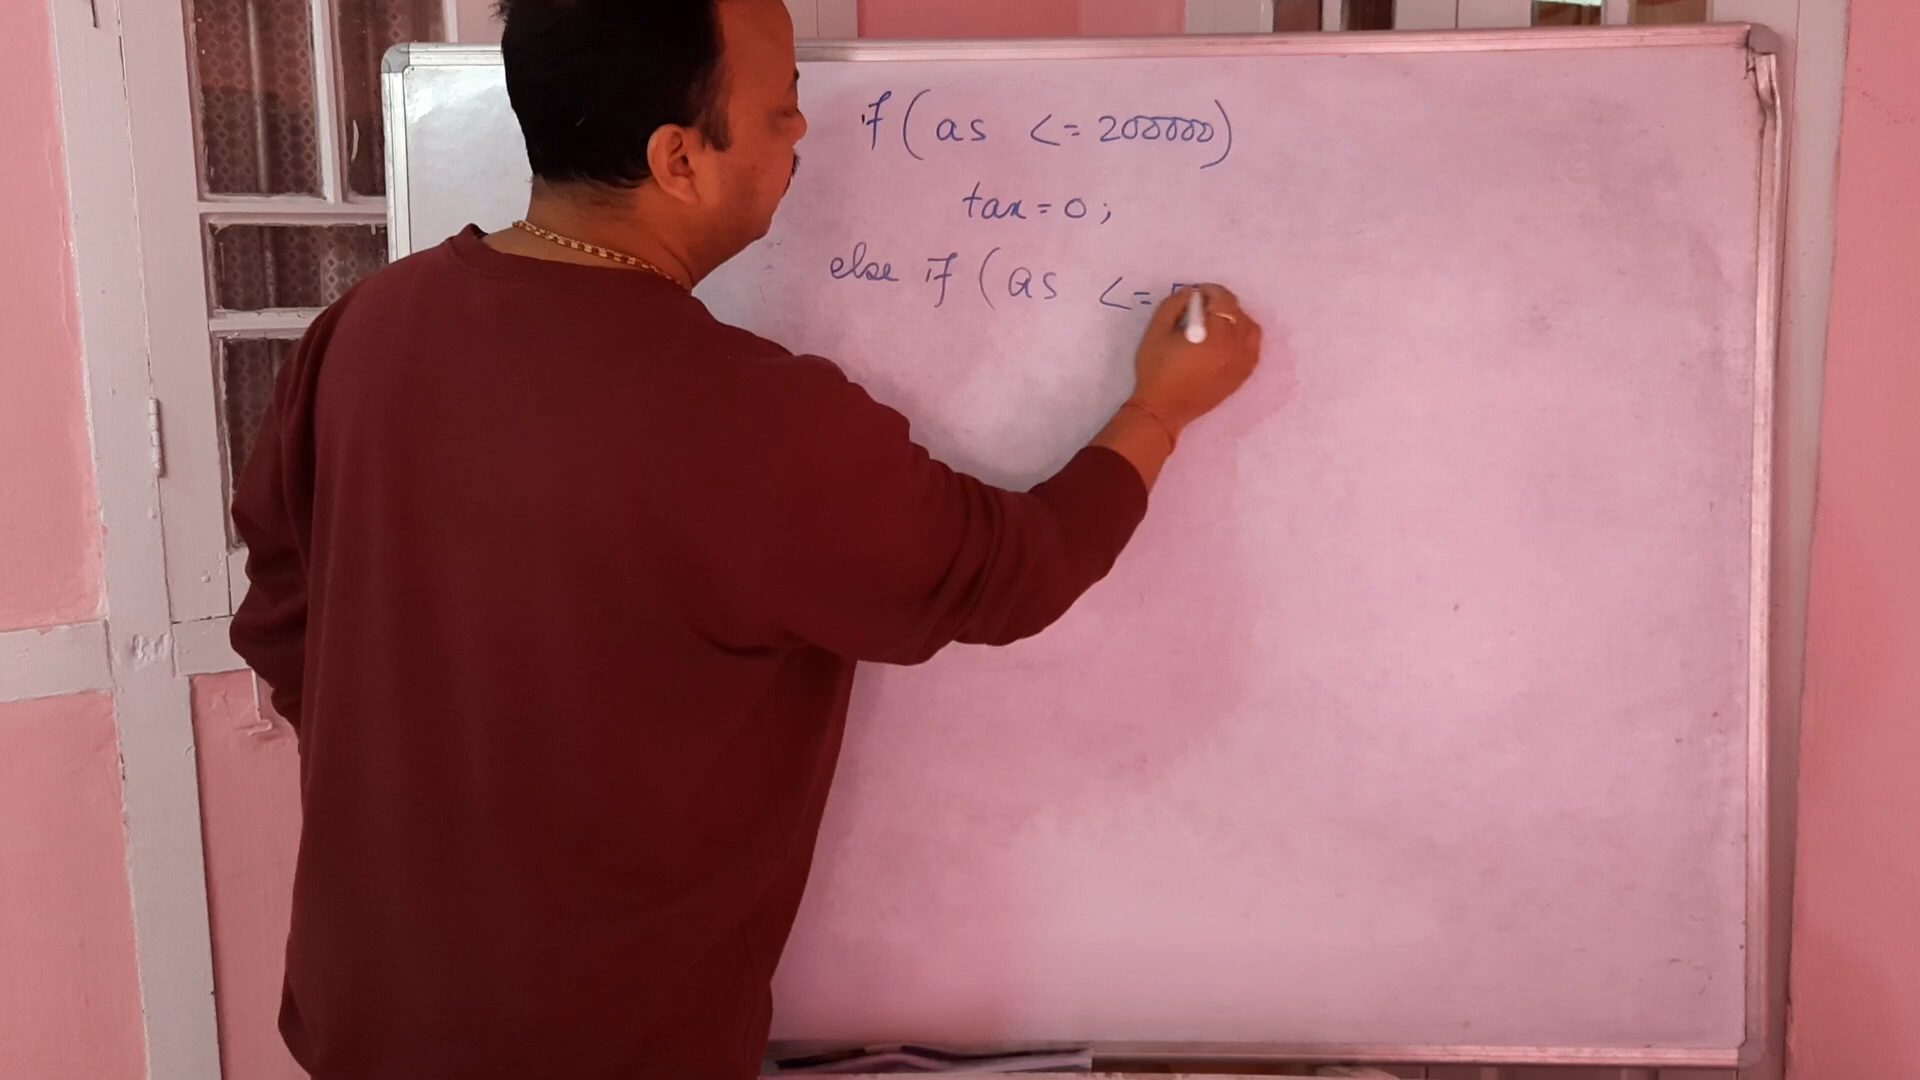 if (as <= 200000)
tax = 0;
else if (as <=